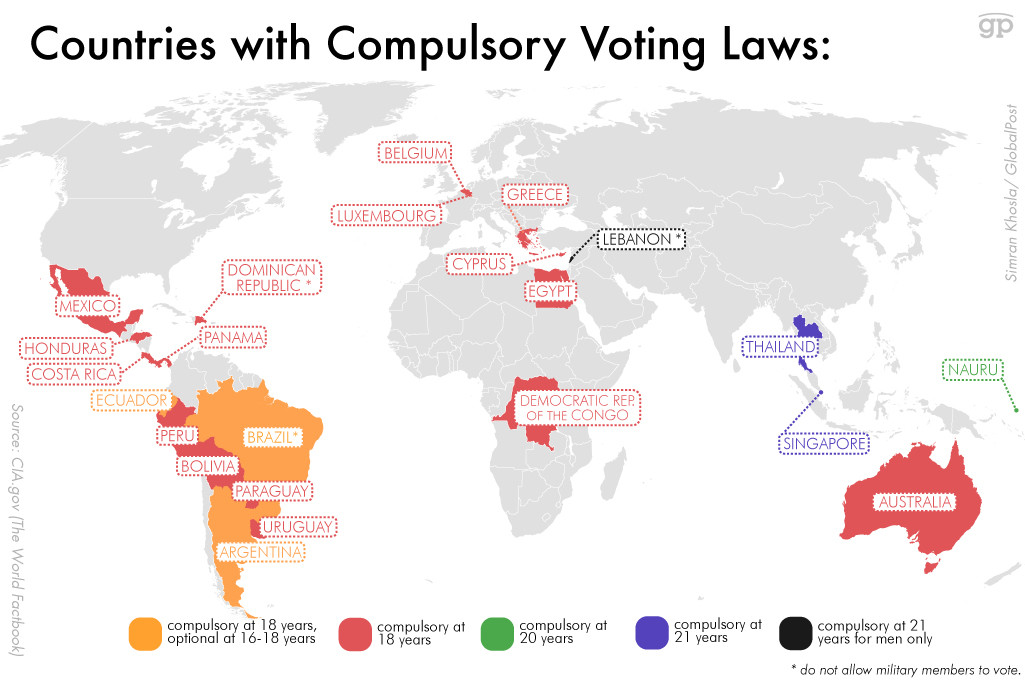 Countries with Compulsory Voting Laws:
gp
Simran Khosla/ GlobalPost
BELGIUM
GREECE
LUXEMBOURG
LEBANON *
CYPRUS
DOMINICAN
REPUBLIC *
EGYPT
MEXICO
PANAMA
HONDURAS
THAILAND
COSTA RICA
NAURU
ECUADOR
DEMOCRATIC REP.
OF THE CONGO
PERU
BRAZIL*
SINGAPORE
BOLIVIA
PARAGUAY
AUSTRALIA
URUGUAY
ARGENTINA
Source: CIA.gov (The World Factbook)
compulsory at 18 years,
optional at 16-18 years
compulsory at
18 years
compulsory at
20 years
compulsory at
21 years
compulsory at 21
years for men only
* do not allow military members to vote.